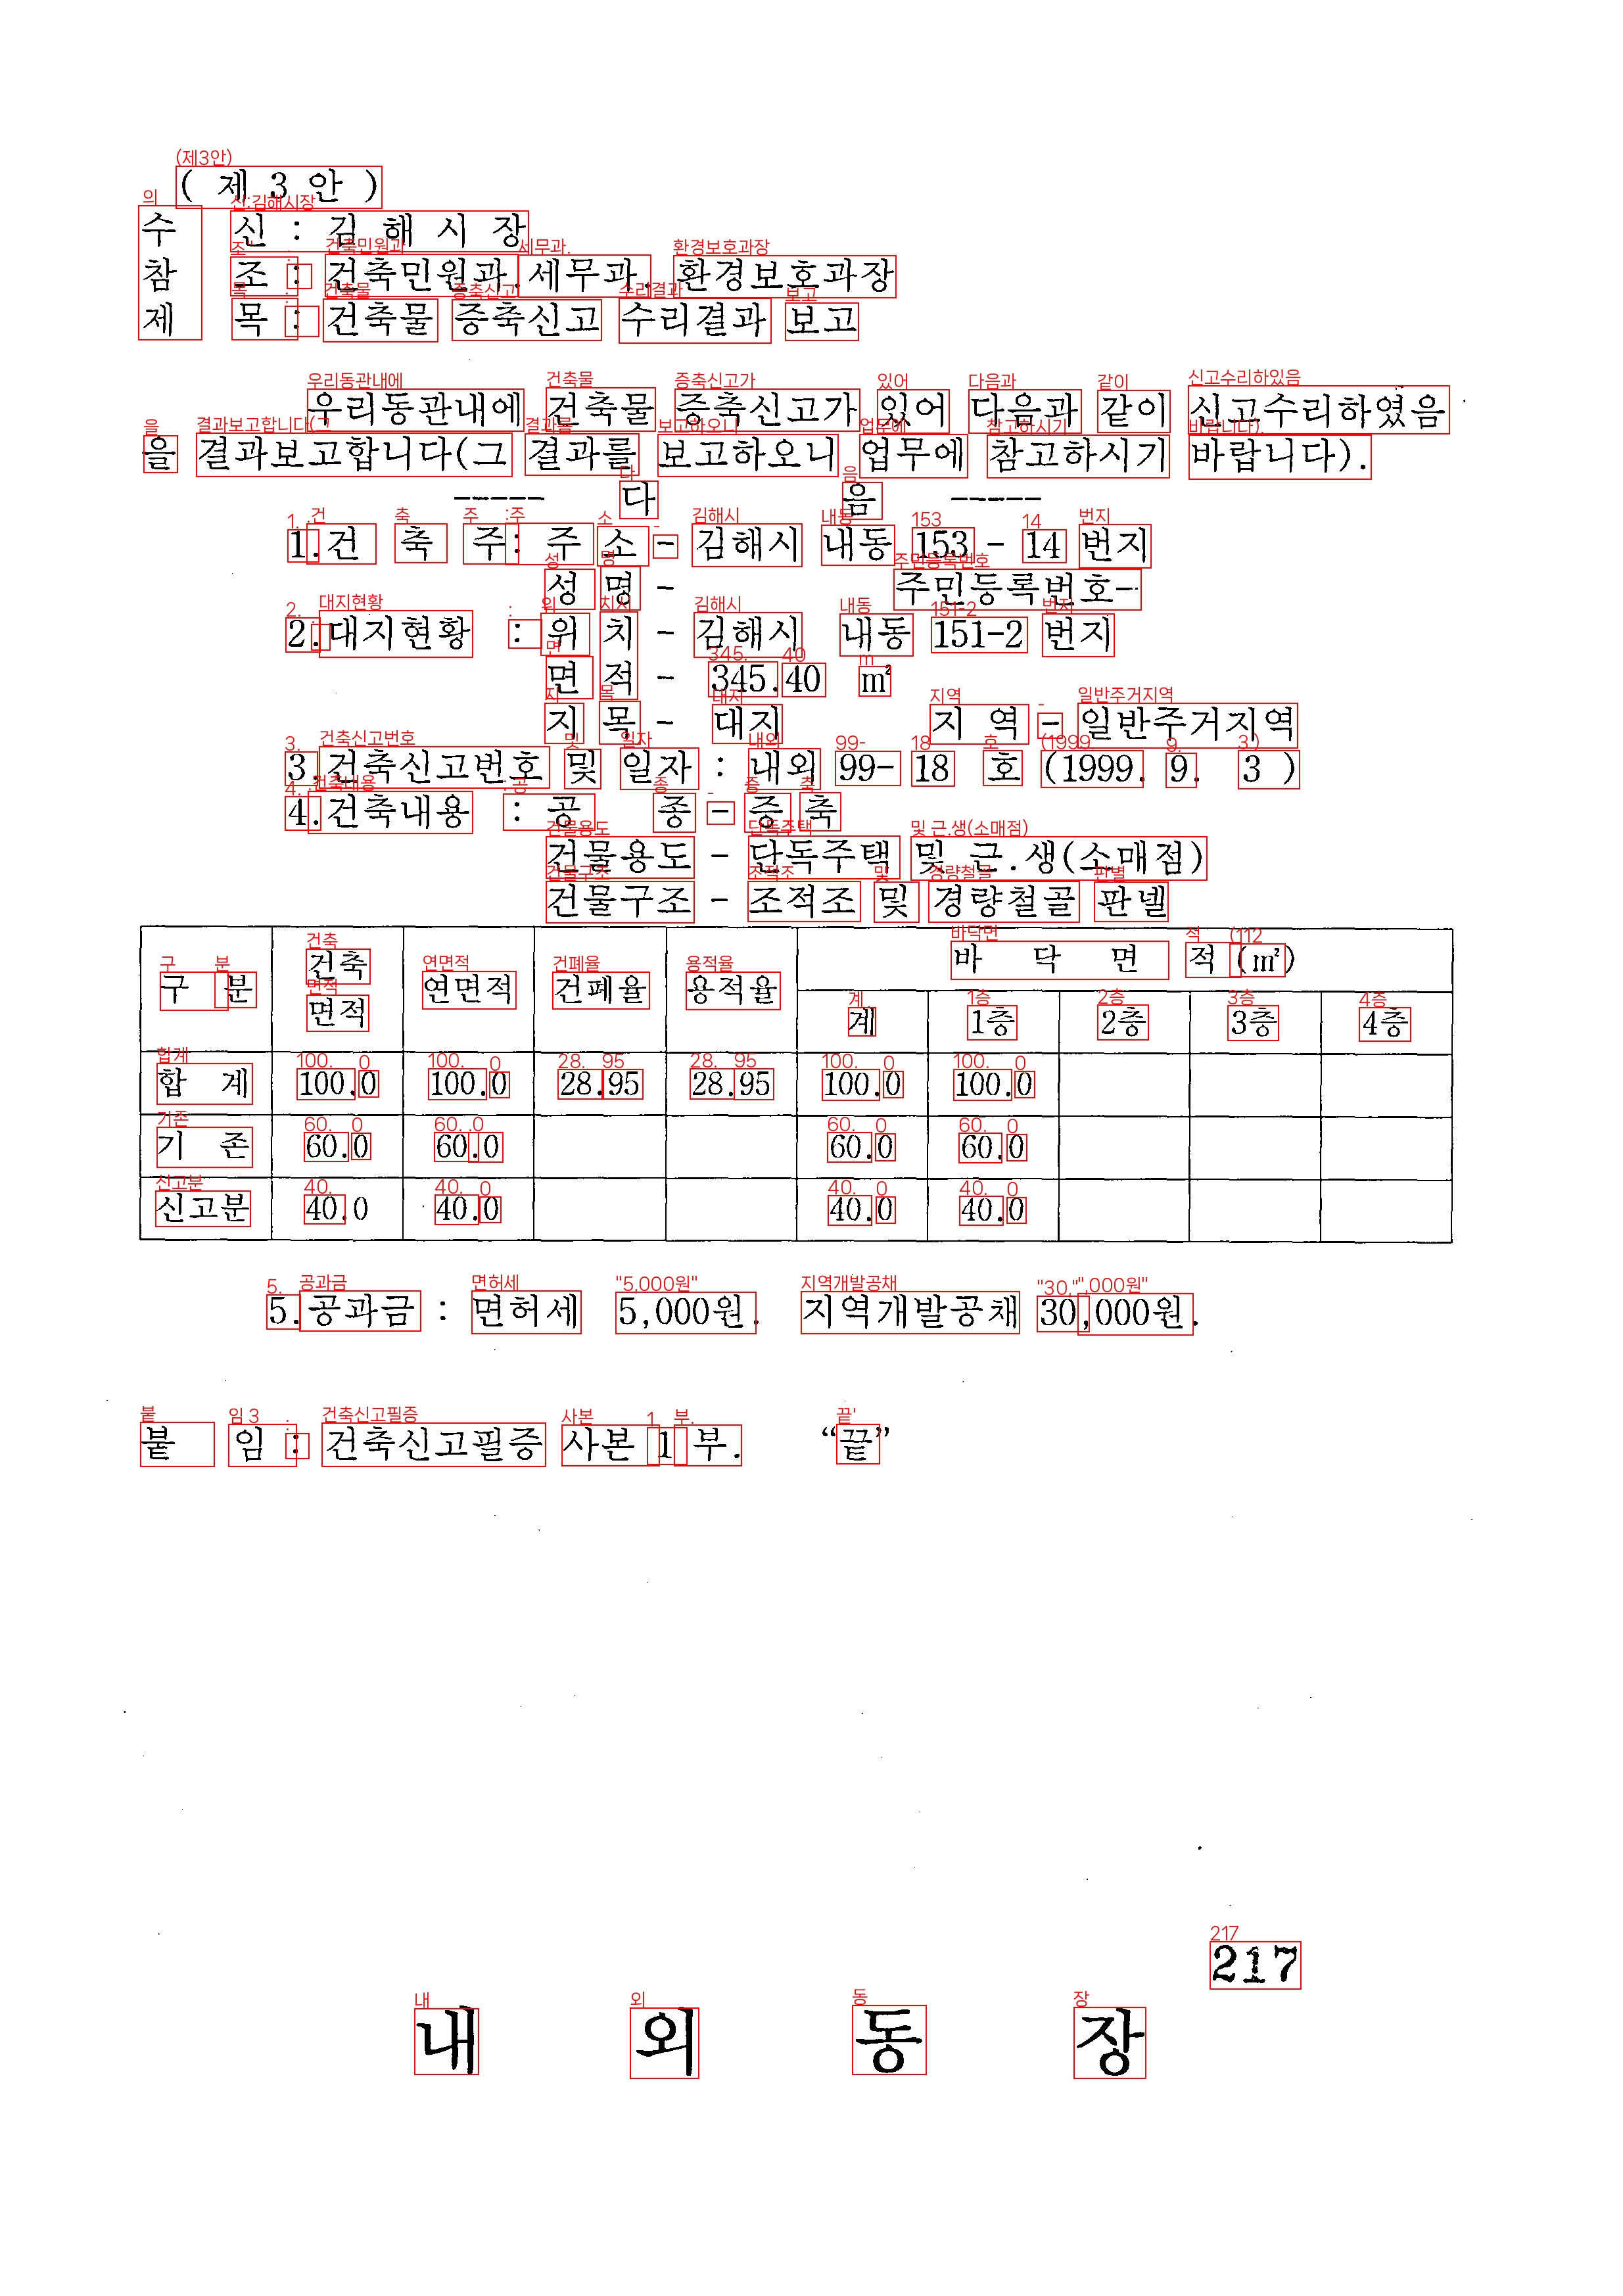 ( 제 3 안 )
수 신 : 김 해 시 장
참 조 : 건축민원과.세무과. 환경보호과장
제 목 : 건축물 증축신고 수리결과 보고
우리동관내에 건축물 증축신고가 있어 다음과 같이 신고수리하였음
을 결과보고합니다(그 결과를 보고하오니 업무에 참고하시기 바랍니다).
----- 다 음 -----
1.건 축 주: 주 소 - 김해시 내동 153 - 14 번지
성 명 - 주민등록번호-
2.대지현황 : 위 치 - 김해시 내동 151-2 번지
면 적 - 345.40 ㎡
지 목 - 대지 지 역 - 일반주거지역
3.건축신고번호 및 일자 : 내외 99- 18 호 (1999. 9. 3 )
4.건축내용 : 공 종 - 증 축
건물용도 - 단독주택 및 근.생(소매점)
건물구조 - 조적조 및 경량철골 판넬
구 분 건축 면적 연면적 건폐율 용적율 바 닥 면 적 (㎡)
계 1층 2층 3층 4층
합 계 100.0 100.0 28.95 28.95 100.0 100.0
기 존 60.0 60.0 60.0 60.0
신고분 40.0 40.0 40.0 40.0
5.공과금 : 면허세 5,000원. 지역개발공채 30,000원.
붙 임 : 건축신고필증 사본 1 부. “끝”
217
내 외 동 장